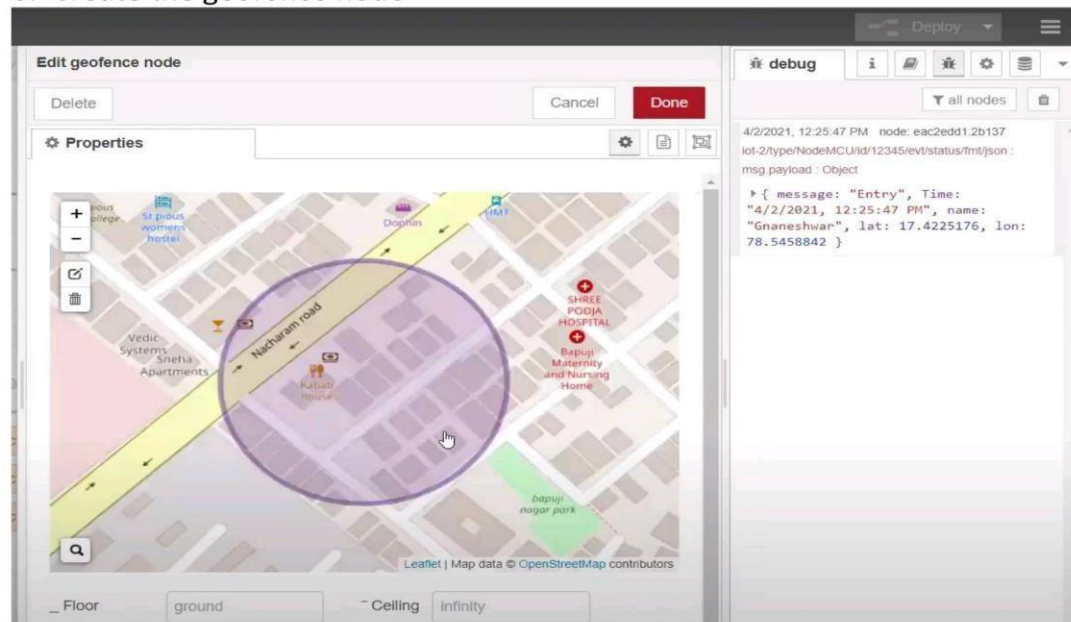 Deploy
Edit geofence node
Delete
Cancel
Done
Properties
debug
i
all nodes
4/2/2021, 12:25:47 PM node: eac2edd1.2b137
iot-2/type/NodeMCU/id/12345/evt/status/fmt/json :
msg.payload : Object
{ message: "Entry", Time:
"4/2/2021, 12:25:47 PM", name:
"Gnaneshwar", lat: 17.4225176, lon:
78.5458842 }
+
−
St pious
womens
hostel
Dophin
HMT
Nacharam road
Vedic
Systems
Sneha
Apartments
Kabab
house
SHREE
POOJA
HOSPITAL
Bapuji
Maternity
and Nursing
Home
bapuji
nagar park
Leaflet | Map data © OpenStreetMap contributors
_ Floor
ground
¯ Ceiling
infinity